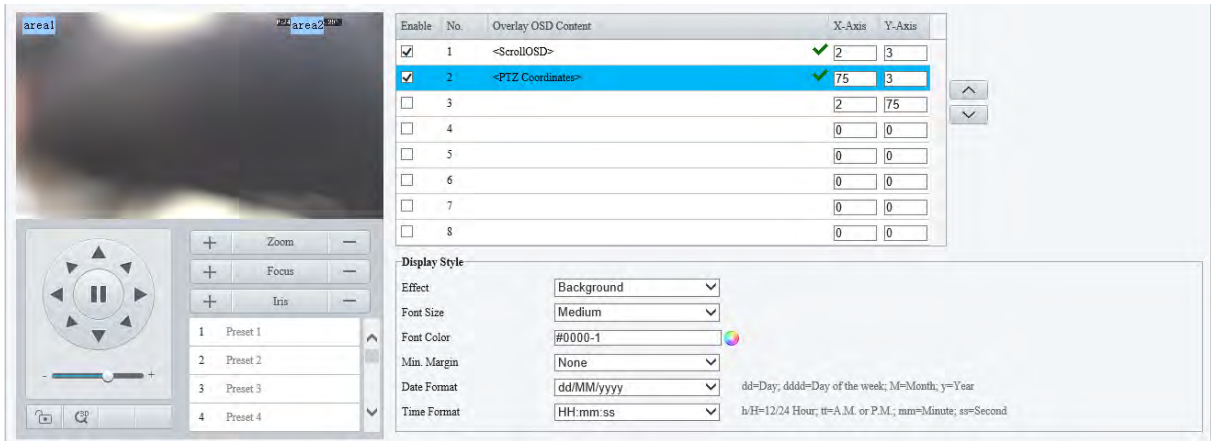 area1 area2
Enable No. Overlay OSD Content X-Axis Y-Axis
1 <ScrollOSD> 2 3
2 <PTZ Coordinates> 75 3
3 2 75
4 0 0
5 0 0
6 0 0
7 0 0
8 0 0
+ Zoom −
+ Focus −
+ Iris −
1 Preset 1
2 Preset 2
3 Preset 3
4 Preset 4
- +
3D
Display Style
Effect Background
Font Size Medium
Font Color #0000-1
Min. Margin None
Date Format dd/MM/yyyy dd=Day; dddd=Day of the week; M=Month; y=Year
Time Format HH:mm:ss h/H=12/24 Hour; tt=A.M. or P.M.; mm=Minute; ss=Second